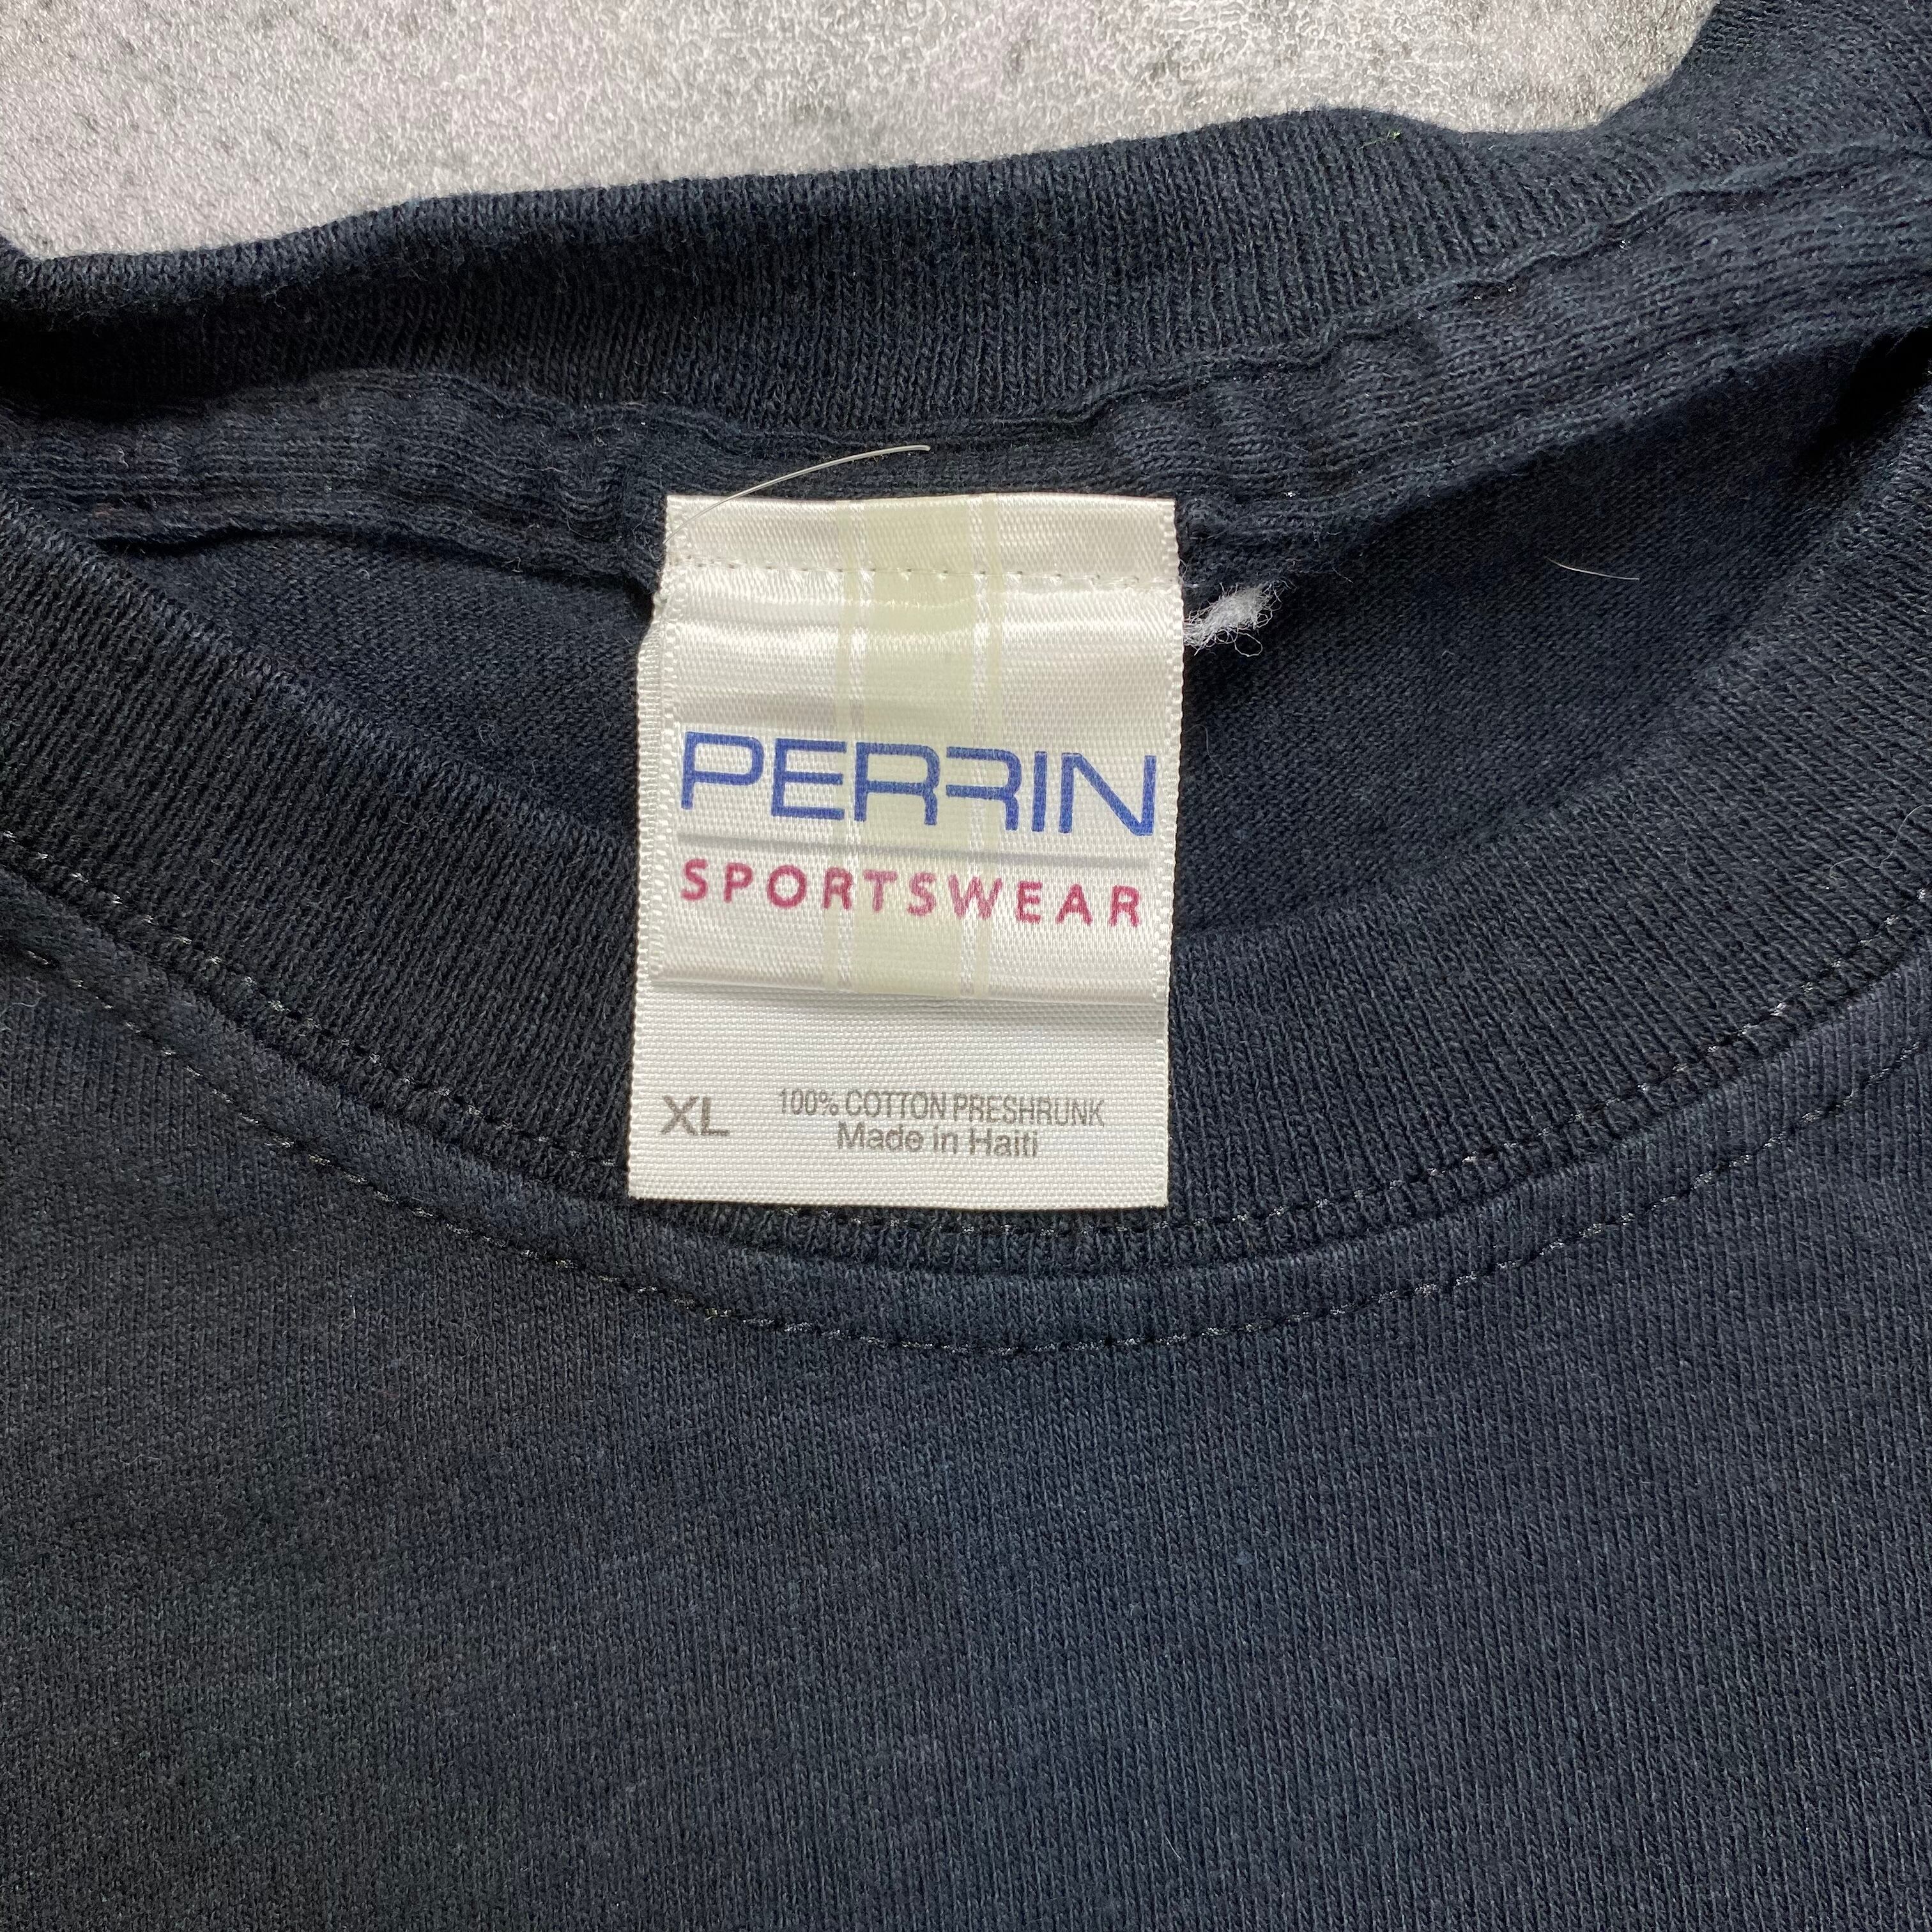 PERRIN
SPORTSWEAR
XL
100% COTTON PRESHRUNK
Made in Haiti